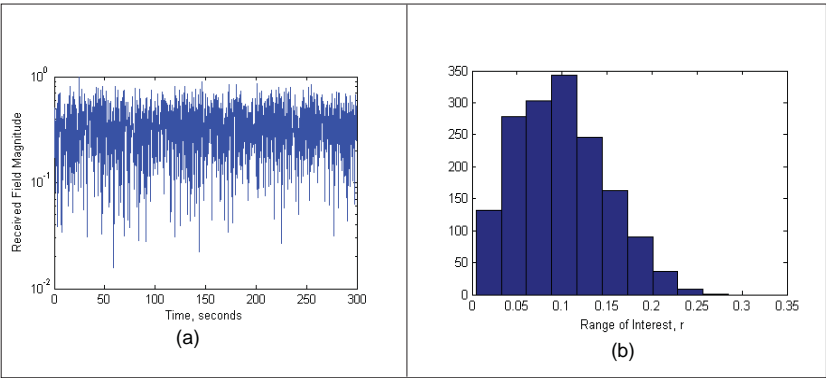 10^0
10^-1
10^-2
Received Field Magnitude
0 50 100 150 200 250 300
Time, seconds
(a)
350
300
250
200
150
100
50
0
0 0.05 0.1 0.15 0.2 0.25 0.3 0.35
Range of Interest, r
(b)